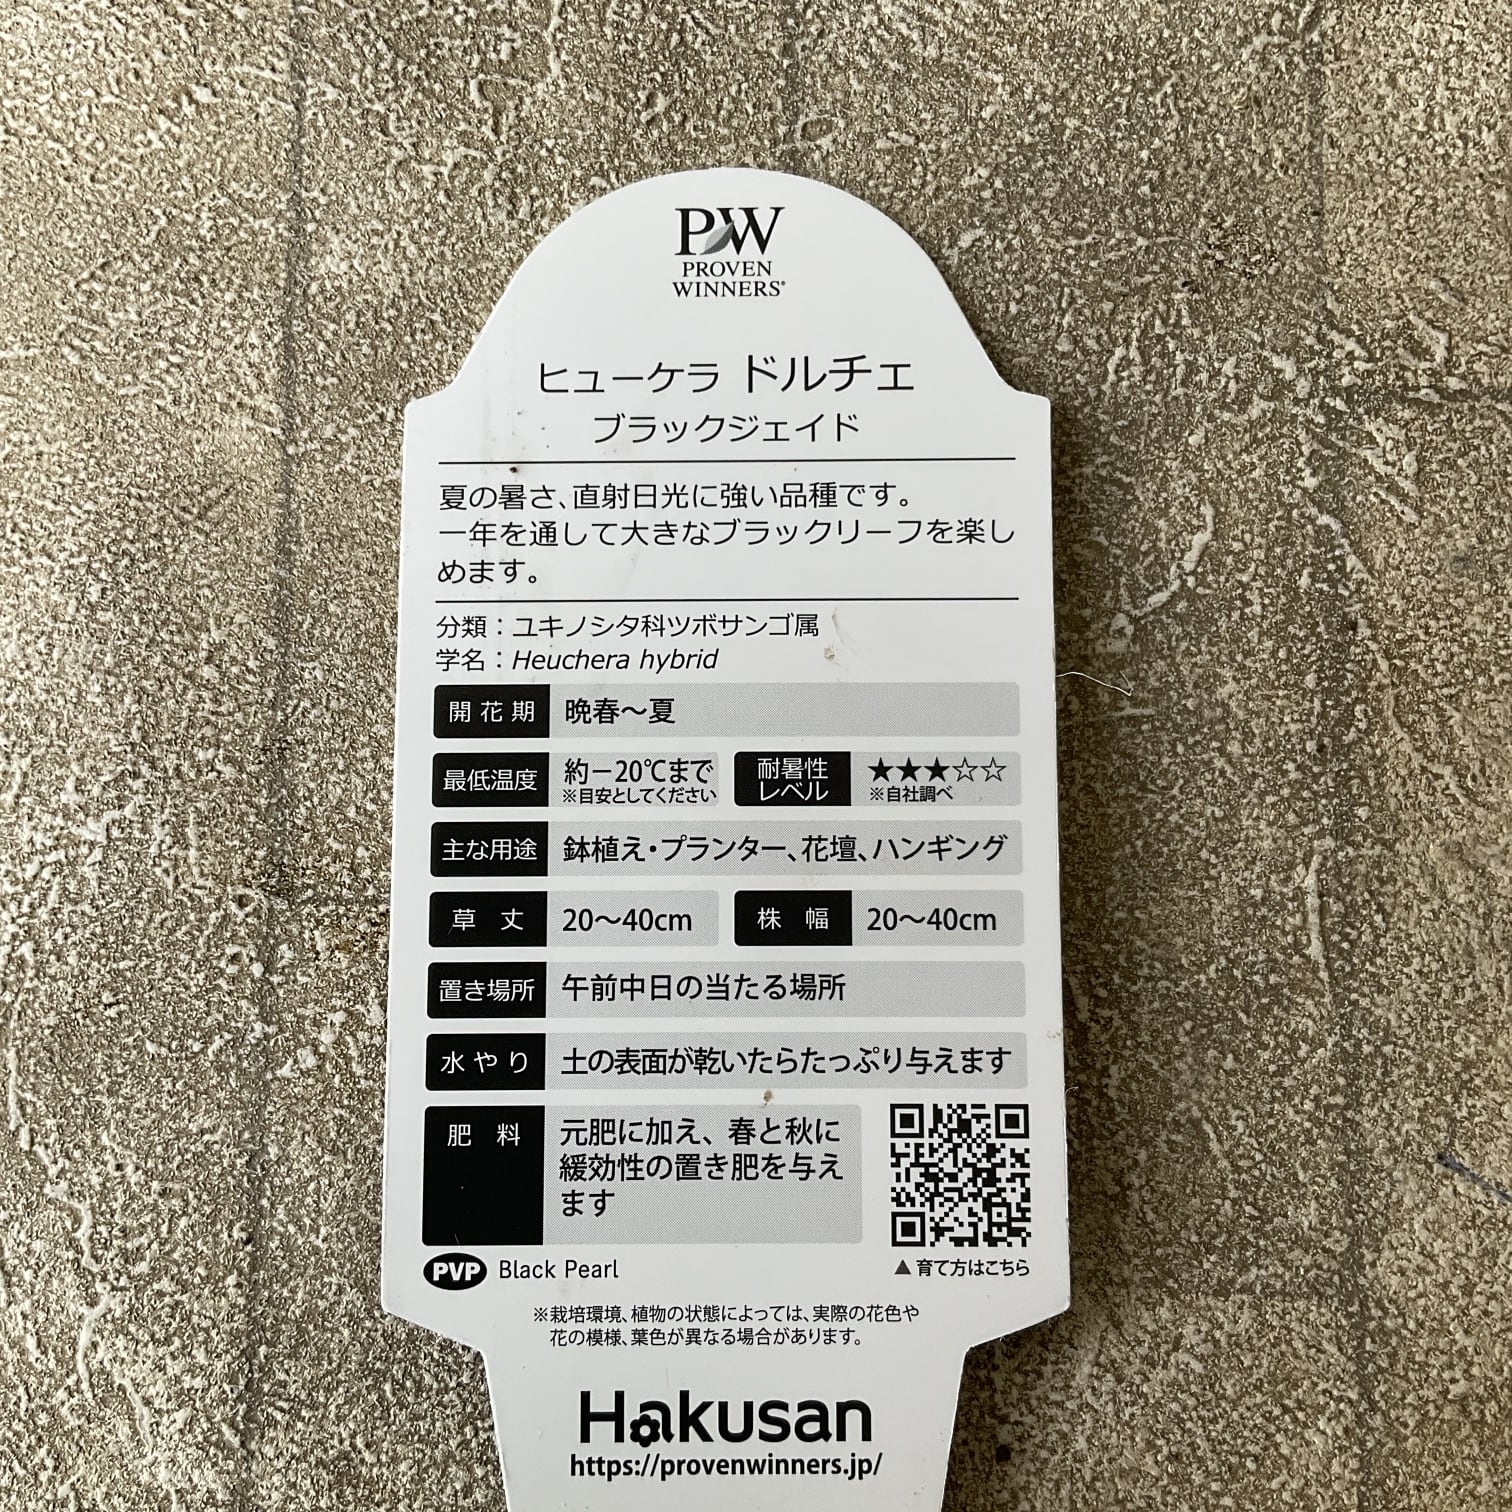 PW
PROVEN
WINNERS®
ヒューケラ ドルチェ
ブラックジェイド
夏の暑さ、直射日光に強い品種です。
一年を通して大きなブラックリーフを楽し
めます。
分類：ユキノシタ科ツボサンゴ属
学名：Heuchera hybrid
開花期 晩春～夏
最低温度 約－20℃まで
※目安としてください
耐暑性
レベル
★★★☆☆
※自社調べ
主な用途 鉢植え・プランター、花壇、ハンギング
草丈 20～40cm 株幅 20～40cm
置き場所 午前中日の当たる場所
水やり 土の表面が乾いたらたっぷり与えます
肥料 元肥に加え、春と秋に
緩効性の置き肥を与え
ます
PVP Black Pearl
▲育て方はこちら
※栽培環境、植物の状態によっては、実際の花色や
花の模様、葉色が異なる場合があります。
Hakusan
https://provenwinners.jp/